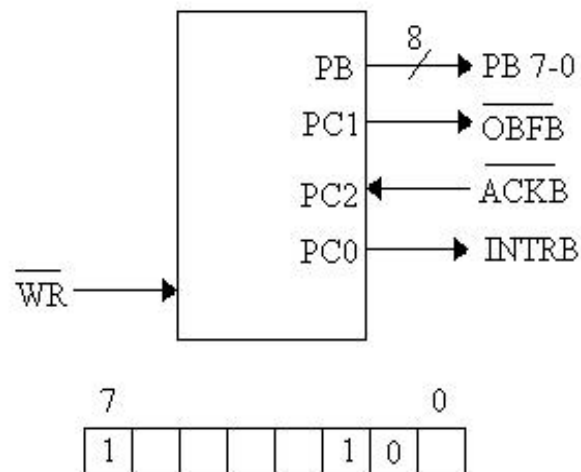 8
PB PB 7-0
PC1 OBFB
PC2 ACKB
PC0 INTRB
WR
7 0
1 1 0